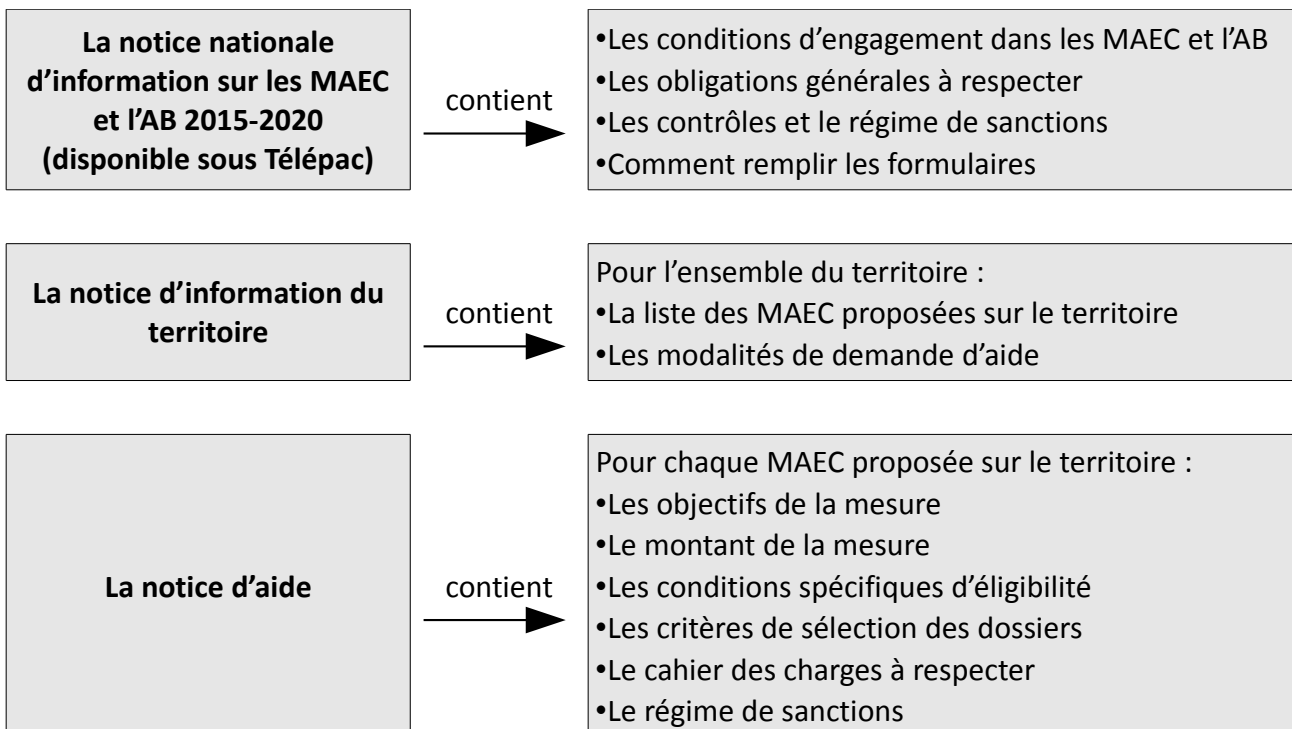 La notice nationale
d’information sur les MAEC
et l’AB 2015-2020
(disponible sous Télépac)
contient
•Les conditions d’engagement dans les MAEC et l’AB
•Les obligations générales à respecter
•Les contrôles et le régime de sanctions
•Comment remplir les formulaires
La notice d’information du
territoire
contient
Pour l’ensemble du territoire :
•La liste des MAEC proposées sur le territoire
•Les modalités de demande d’aide
La notice d’aide
contient
Pour chaque MAEC proposée sur le territoire :
•Les objectifs de la mesure
•Le montant de la mesure
•Les conditions spécifiques d’éligibilité
•Les critères de sélection des dossiers
•Le cahier des charges à respecter
•Le régime de sanctions